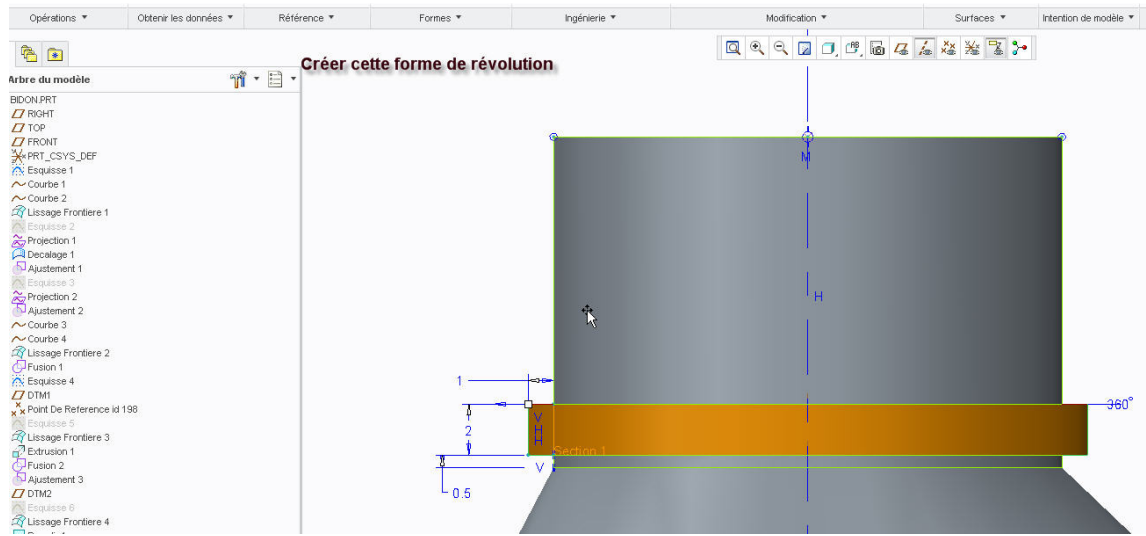 Opérations ▼ Obtenir les données ▼ Référence ▼ Formes ▼ Ingénierie ▼ Modification ▼ Surfaces ▼ Intention de modèle ▼
Créer cette forme de révolution
Arbre du modèle
BIDON.PRT
RIGHT
TOP
FRONT
PRT_CSYS_DEF
Esquisse 1
Courbe 1
Courbe 2
Lissage Frontiere 1
Esquisse 2
Projection 1
Decalage 1
Ajustement 1
Esquisse 3
Projection 2
Ajustement 2
Courbe 3
Courbe 4
Lissage Frontiere 2
Fusion 1
Esquisse 4
DTM1
Point De Reference id 198
Esquisse 5
Lissage Frontiere 3
Extrusion 1
Fusion 2
Ajustement 3
DTM2
Esquisse 6
Lissage Frontiere 4
M
H
1
360°
V
H
H
2
Section 1
V
0.5